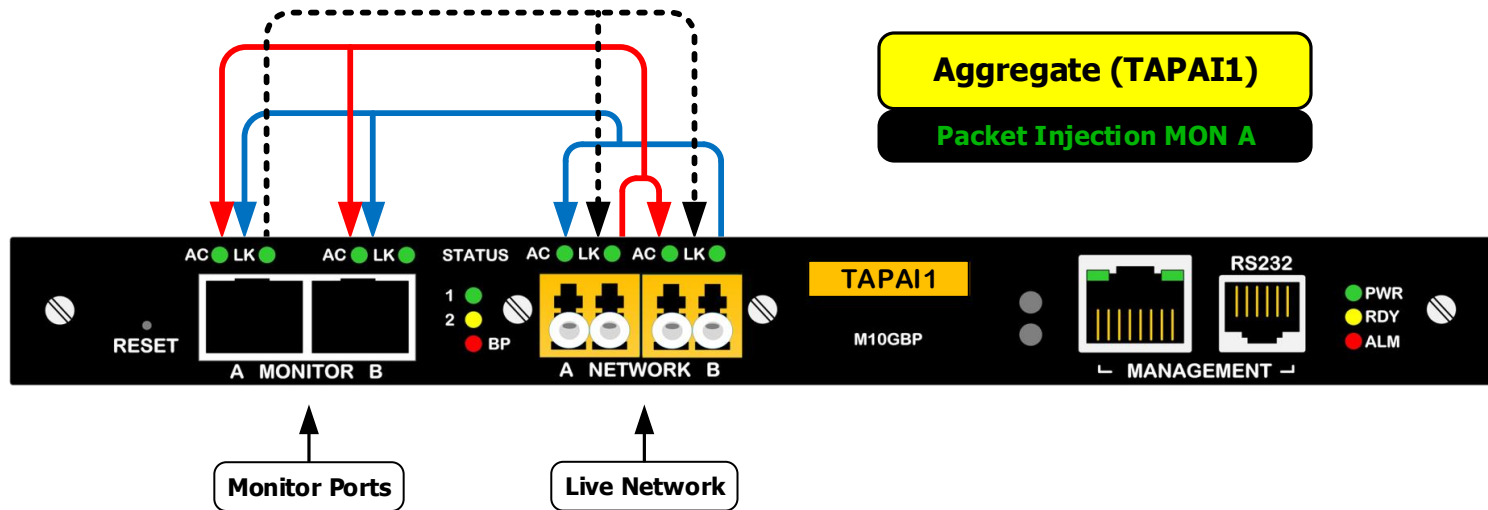 Aggregate (TAPAI1)
Packet Injection MON A
AC LK AC LK STATUS AC LK AC LK
RS232
TAPAI1
1
2
BP
PWR
RDY
ALM
RESET
M10GBP
A MONITOR B
A NETWORK B
MANAGEMENT
Monitor Ports
Live Network